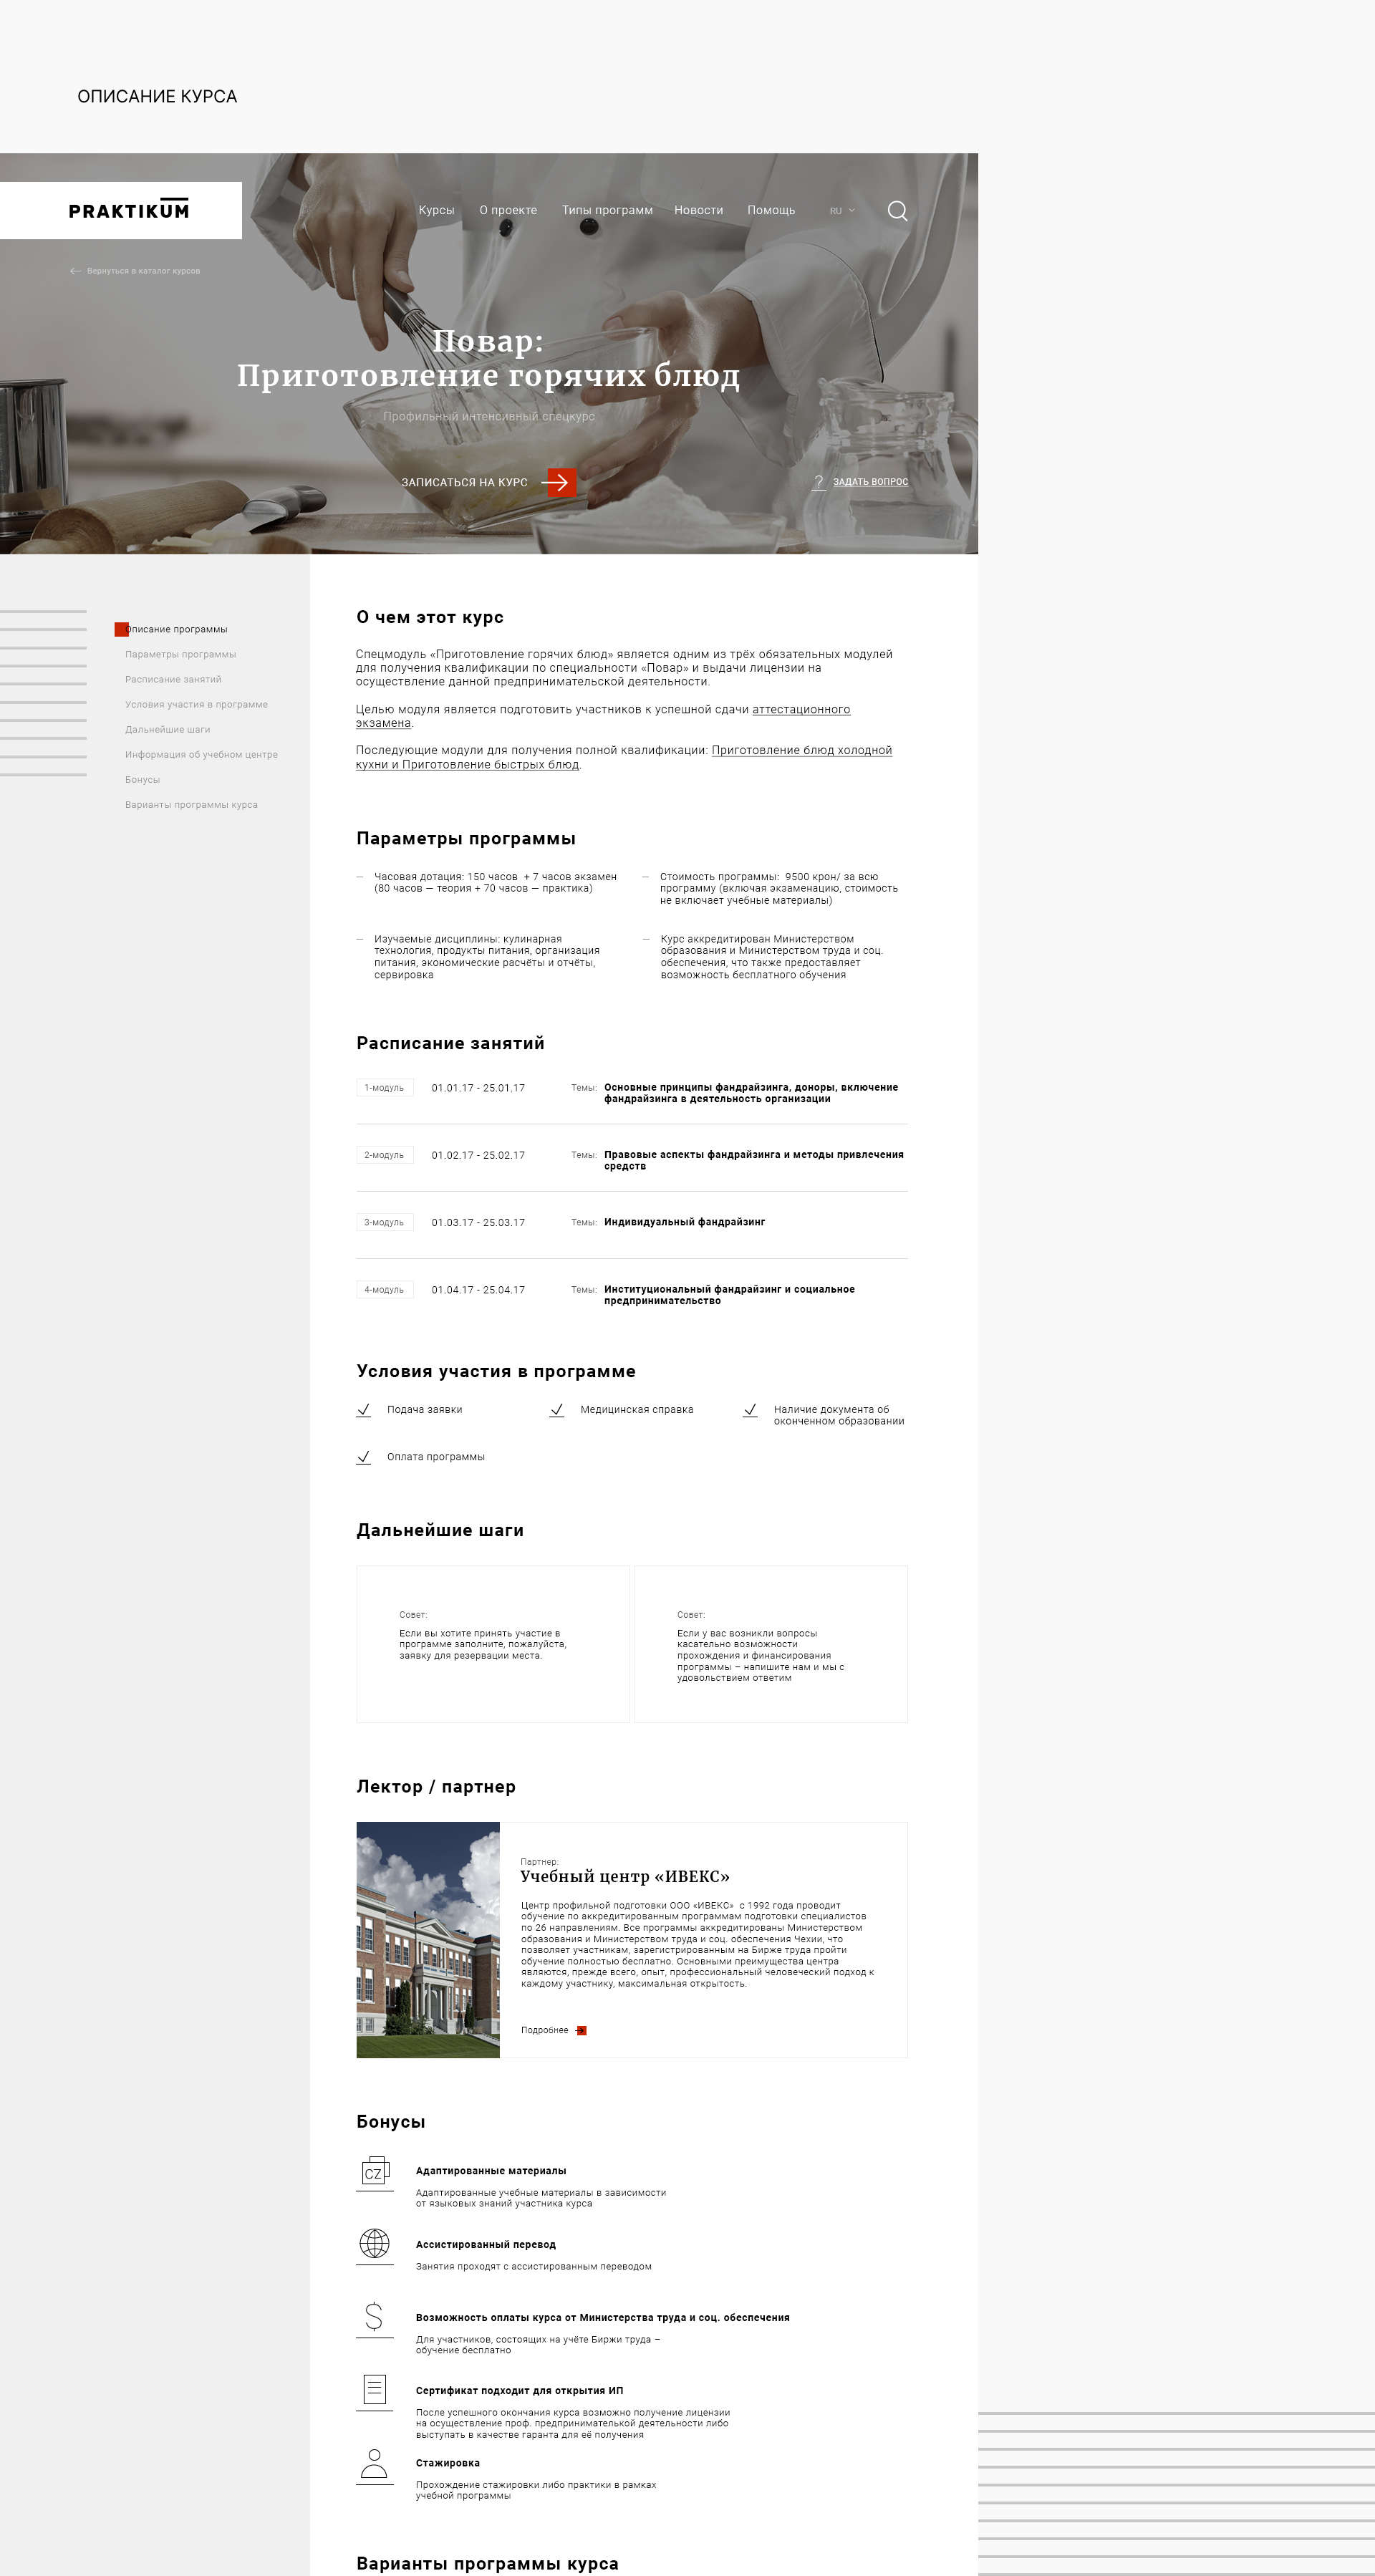 ОПИСАНИЕ КУРСА
PRAKTIKUM
Курсы О проекте Типы программ Новости Помощь RU
Вернуться в каталог курсов
Повар:
Приготовление горячих блюд
Профильный интенсивный спецкурс
ЗАПИСАТЬСЯ НА КУРС
? ЗАДАТЬ ВОПРОС
Описание программы
Параметры программы
Расписание занятий
Условия участия в программе
Дальнейшие шаги
Информация об учебном центре
Бонусы
Варианты программы курса
О чем этот курс
Спецмодуль «Приготовление горячих блюд» является одним из трёх обязательных модулей
для получения квалификации по специальности «Повар» и выдачи лицензии на
осуществление данной предпринимательской деятельности.
Целью модуля является подготовить участников к успешной сдачи аттестационного
экзамена.
Последующие модули для получения полной квалификации: Приготовление блюд холодной
кухни и Приготовление быстрых блюд.
Параметры программы
— Часовая дотация: 150 часов + 7 часов экзамен
(80 часов — теория + 70 часов — практика)
— Стоимость программы: 9500 крон/ за всю
программу (включая экзаменацию, стоимость
не включает учебные материалы)
— Изучаемые дисциплины: кулинарная
технология, продукты питания, организация
питания, экономические расчёты и отчёты,
сервировка
— Курс аккредитован Министерством
образования и Министерством труда и соц.
обеспечения, что также предоставляет
возможность бесплатного обучения
Расписание занятий
1-модуль 01.01.17 - 25.01.17 Темы: Основные принципы фандрайзинга, доноры, включение
фандрайзинга в деятельность организации
2-модуль 01.02.17 - 25.02.17 Темы: Правовые аспекты фандрайзинга и методы привлечения
средств
3-модуль 01.03.17 - 25.03.17 Темы: Индивидуальный фандрайзинг
4-модуль 01.04.17 - 25.04.17 Темы: Институциональный фандрайзинг и социальное
предпринимательство
Условия участия в программе
Подача заявки
Медицинская справка
Наличие документа об
оконченном образовании
Оплата программы
Дальнейшие шаги
Совет:
Если вы хотите принять участие в
программе заполните, пожалуйста,
заявку для резервации места.
Совет:
Если у вас возникли вопросы
касательно возможности
прохождения и финансирования
программы – напишите нам и мы с
удовольствием ответим
Лектор / партнер
Партнер:
Учебный центр «ИВЕКС»
Центр профильной подготовки ООО «ИВЕКС» с 1992 года проводит
обучение по аккредитированным программам подготовки специалистов
по 26 направлениям. Все программы аккредитированы Министерством
образования и Министерством труда и соц. обеспечения Чехии, что
позволяет участникам, зарегистрированным на Бирже труда пройти
обучение полностью бесплатно. Основными преимущества центра
являются, прежде всего, опыт, профессиональный человеческий подход к
каждому участнику, максимальная открытость.
Подробнее
Бонусы
CZ
Адаптированные материалы
Адаптированные учебные материалы в зависимости
от языковых знаний участника курса
Ассистированный перевод
Занятия проходят с ассистированным переводом
$
Возможность оплаты курса от Министерства труда и соц. обеспечения
Для участников, состоящих на учёте Биржи труда –
обучение бесплатно
Сертификат подходит для открытия ИП
После успешного окончания курса возможно получение лицензии
на осуществление проф. предпринимателькой деятельности либо
выступать в качестве гаранта для её получения
Стажировка
Прохождение стажировки либо практики в рамках
учебной программы
Варианты программы курса